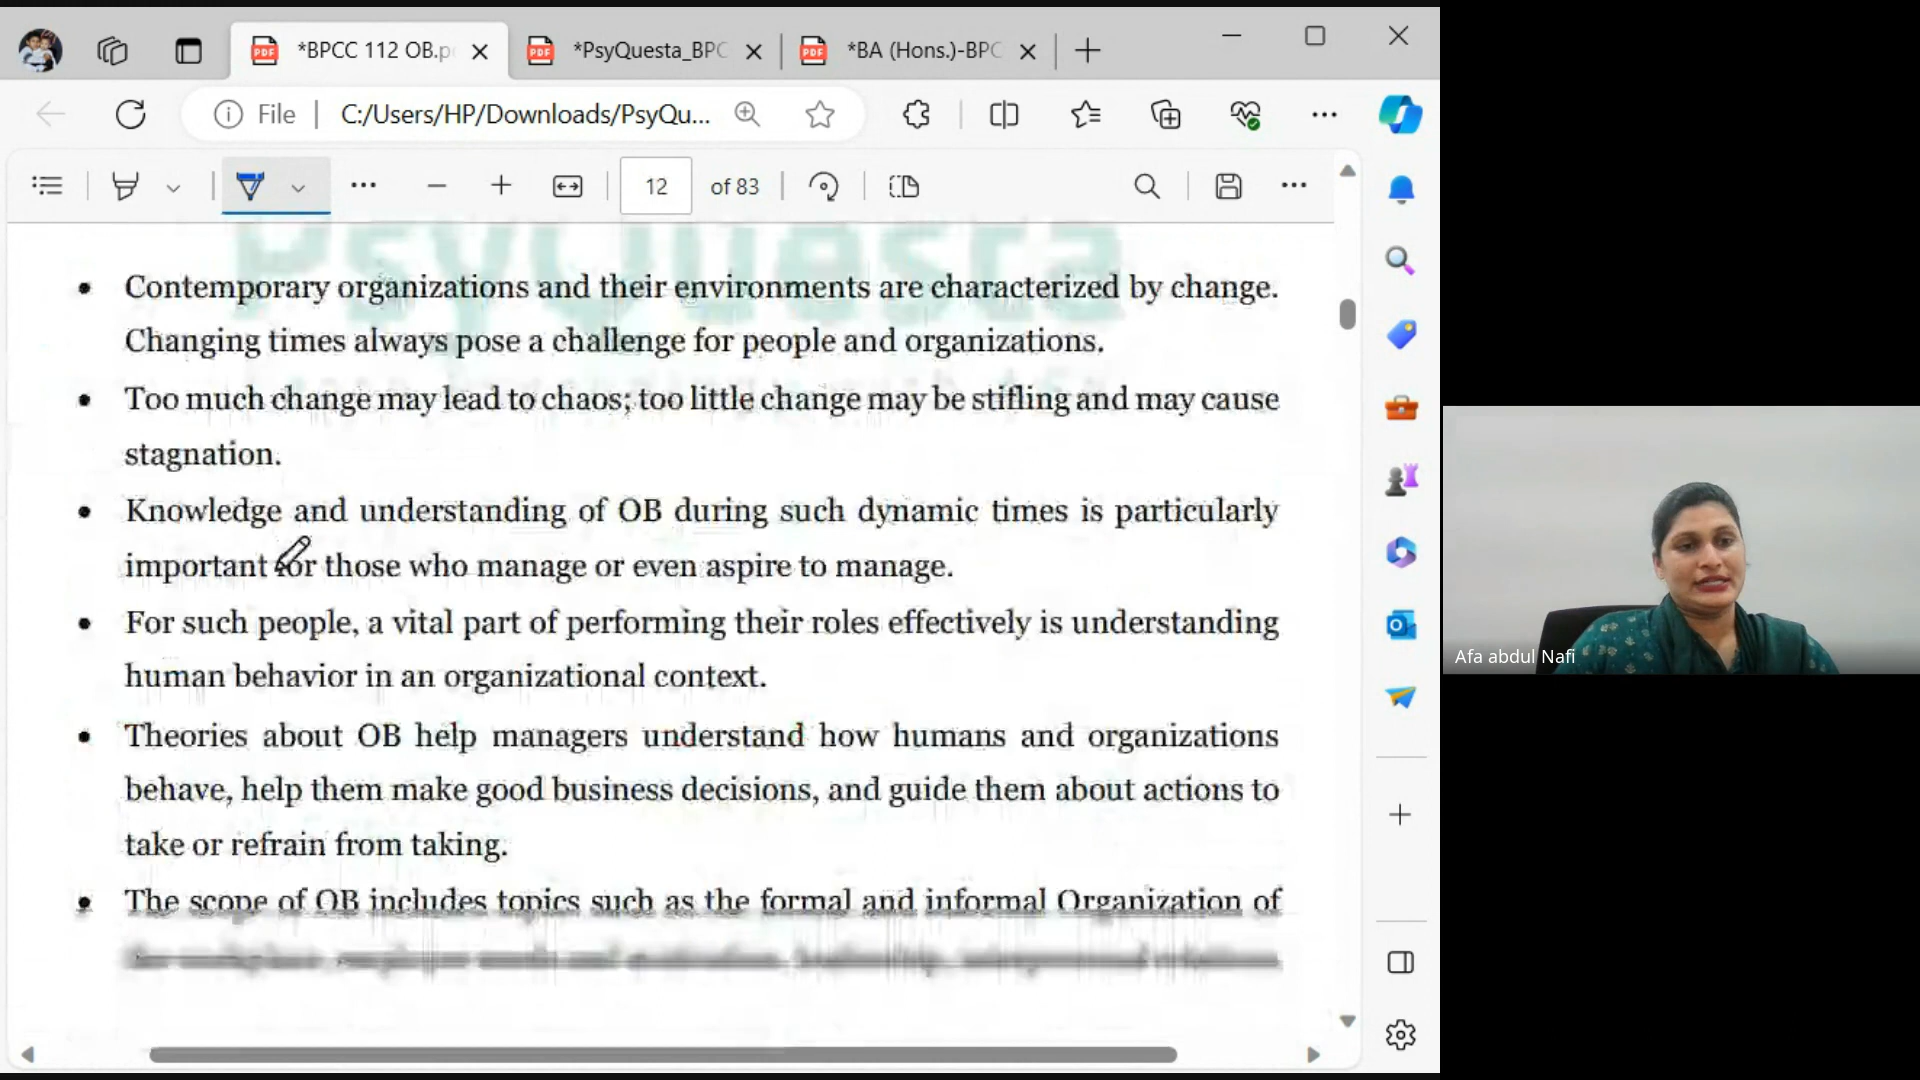 *BPCC 112 OB.p
*PsyQuesta_BPC
*BA (Hons.)-BPC
File
C:/Users/HP/Downloads/PsyQu...
12 of 83
PsyQuesta
• Contemporary organizations and their environments are characterized by change.
Changing times always pose a challenge for people and organizations.
• Too much change may lead to chaos; too little change may be stifling and may cause
stagnation.
• Knowledge and understanding of OB during such dynamic times is particularly
important for those who manage or even aspire to manage.
• For such people, a vital part of performing their roles effectively is understanding
human behavior in an organizational context.
• Theories about OB help managers understand how humans and organizations
behave, help them make good business decisions, and guide them about actions to
take or refrain from taking.
• The scope of OB includes topics such as the formal and informal Organization of
Afa abdul Nafi